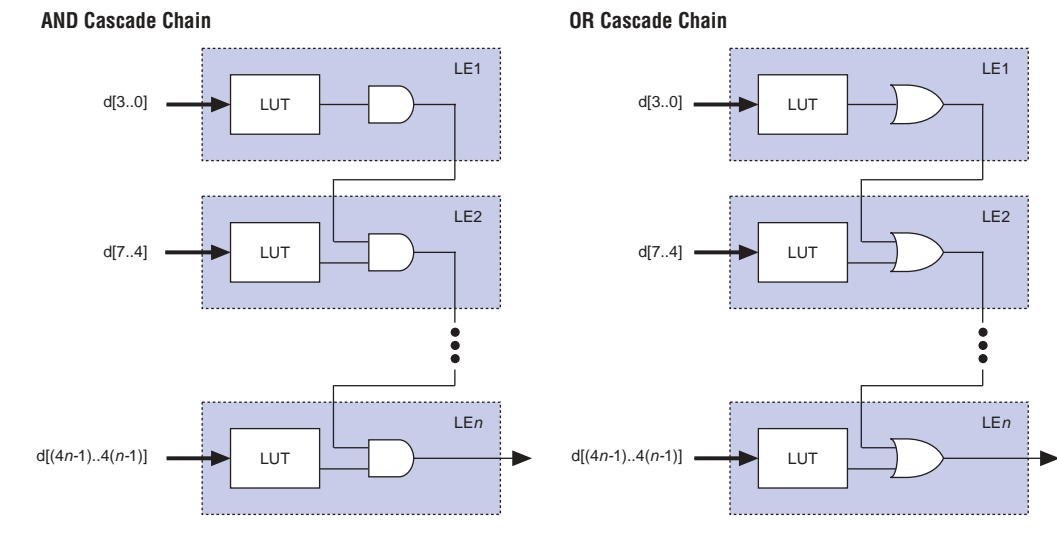 AND Cascade Chain
LE1
d[3..0]
LUT
LE2
d[7..4]
LUT
LEn
d[(4n-1)..4(n-1)]
LUT
OR Cascade Chain
LE1
d[3..0]
LUT
LE2
d[7..4]
LUT
LEn
d[(4n-1)..4(n-1)]
LUT